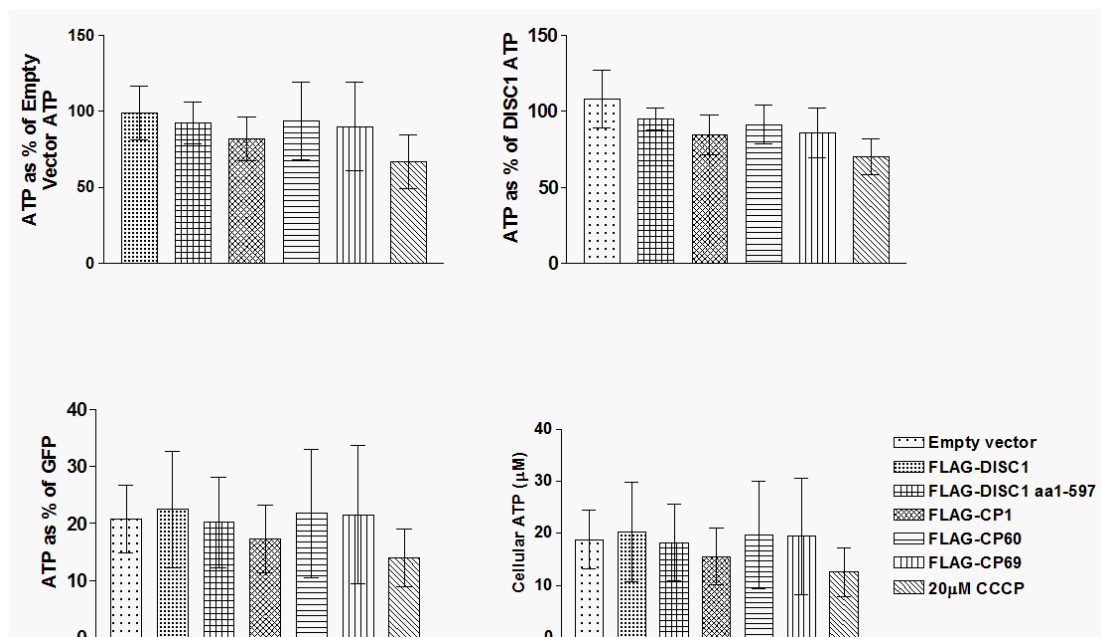 ATP as % of Empty
Vector ATP
150
100
50
0
ATP as % of DISC1 ATP
150
100
50
0
ATP as % of GFP
40
30
20
10
0
Cellular ATP (µM)
40
30
20
10
0
Empty vector
FLAG-DISC1
FLAG-DISC1 aa1-597
FLAG-CP1
FLAG-CP60
FLAG-CP69
20µM CCCP